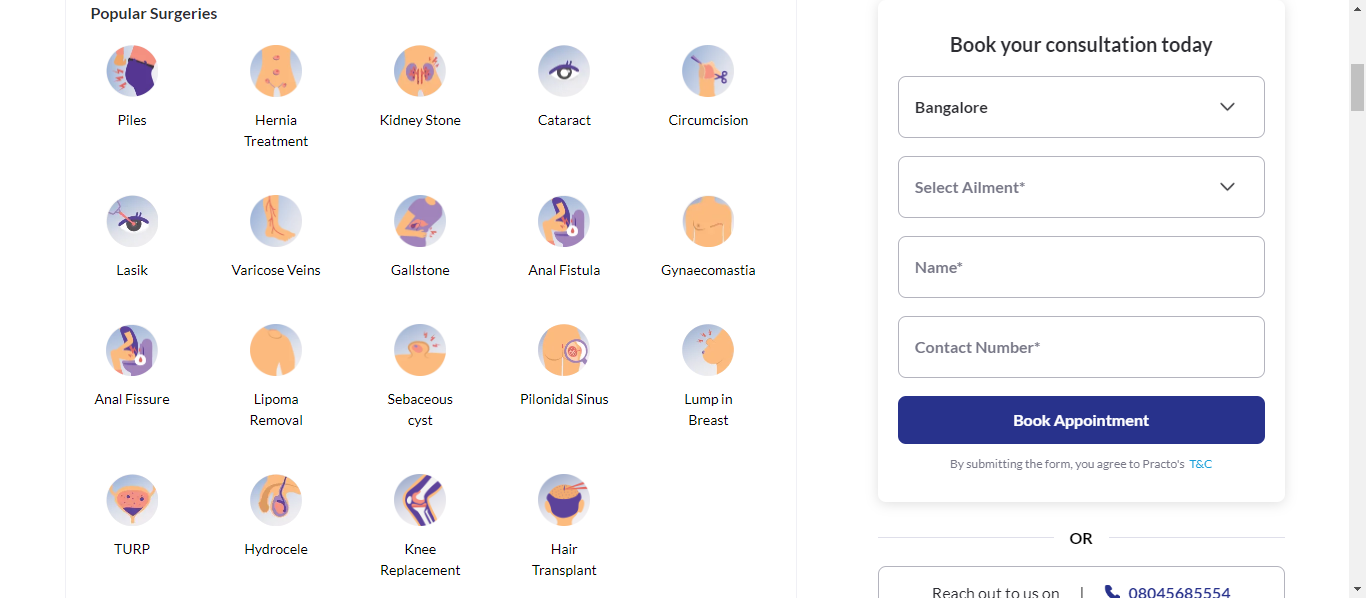 Popular Surgeries
Piles
Hernia
Treatment
Kidney Stone
Cataract
Circumcision
Lasik
Varicose Veins
Gallstone
Anal Fistula
Gynaecomastia
Anal Fissure
Lipoma
Removal
Sebaceous
cyst
Pilonidal Sinus
Lump in
Breast
TURP
Hydrocele
Knee
Replacement
Hair
Transplant
Book your consultation today
Bangalore
Select Ailment*
Name*
Contact Number*
Book Appointment
By submitting the form, you agree to Practo's T&C
OR
Reach out to us on | 08045685554